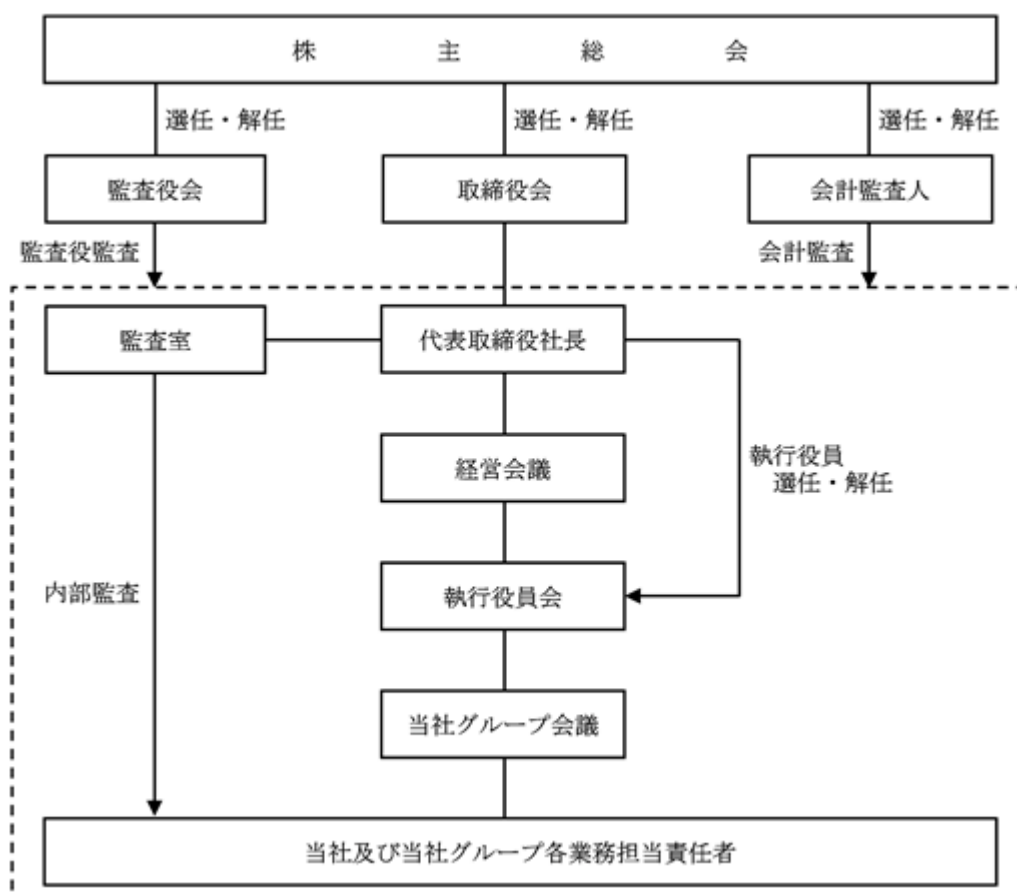 株主総会
選任・解任
選任・解任
選任・解任
監査役会
取締役会
会計監査人
監査役監査
会計監査
監査室
代表取締役社長
経営会議
執行役員
選任・解任
内部監査
執行役員会
当社グループ会議
当社及び当社グループ各業務担当責任者